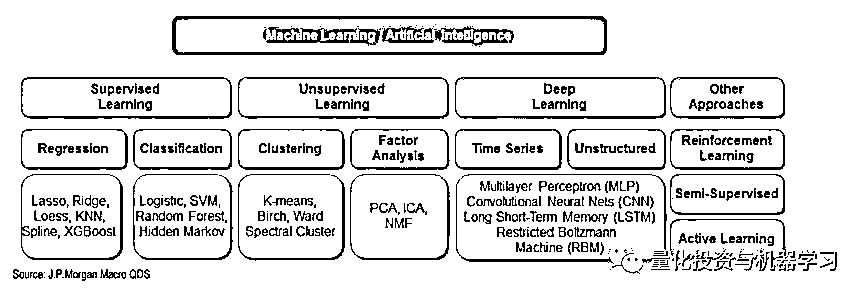 Machine Learning / Artificial Intelligence
Supervised
Learning
Unsupervised
Learning
Deep
Learning
Other
Approaches
Regression
Classification
Clustering
Factor
Analysis
Time Series
Unstructured
Reinforcement
Learning
Lasso, Ridge,
Loess, KNN,
Spline, XGBoost
Logistic, SVM,
Random Forest,
Hidden Markov
K-means,
Birch, Ward
Spectral Cluster
PCA, ICA,
NMF
Multilayer Perceptron (MLP)
Convolutional Neural Nets (CNN)
Long Short-Term Memory (LSTM)
Restricted Boltzmann
Machine (RBM)
Semi-Supervised
Active Learning
Source: J.P.Morgan Macro QDS
量化投资与机器学习